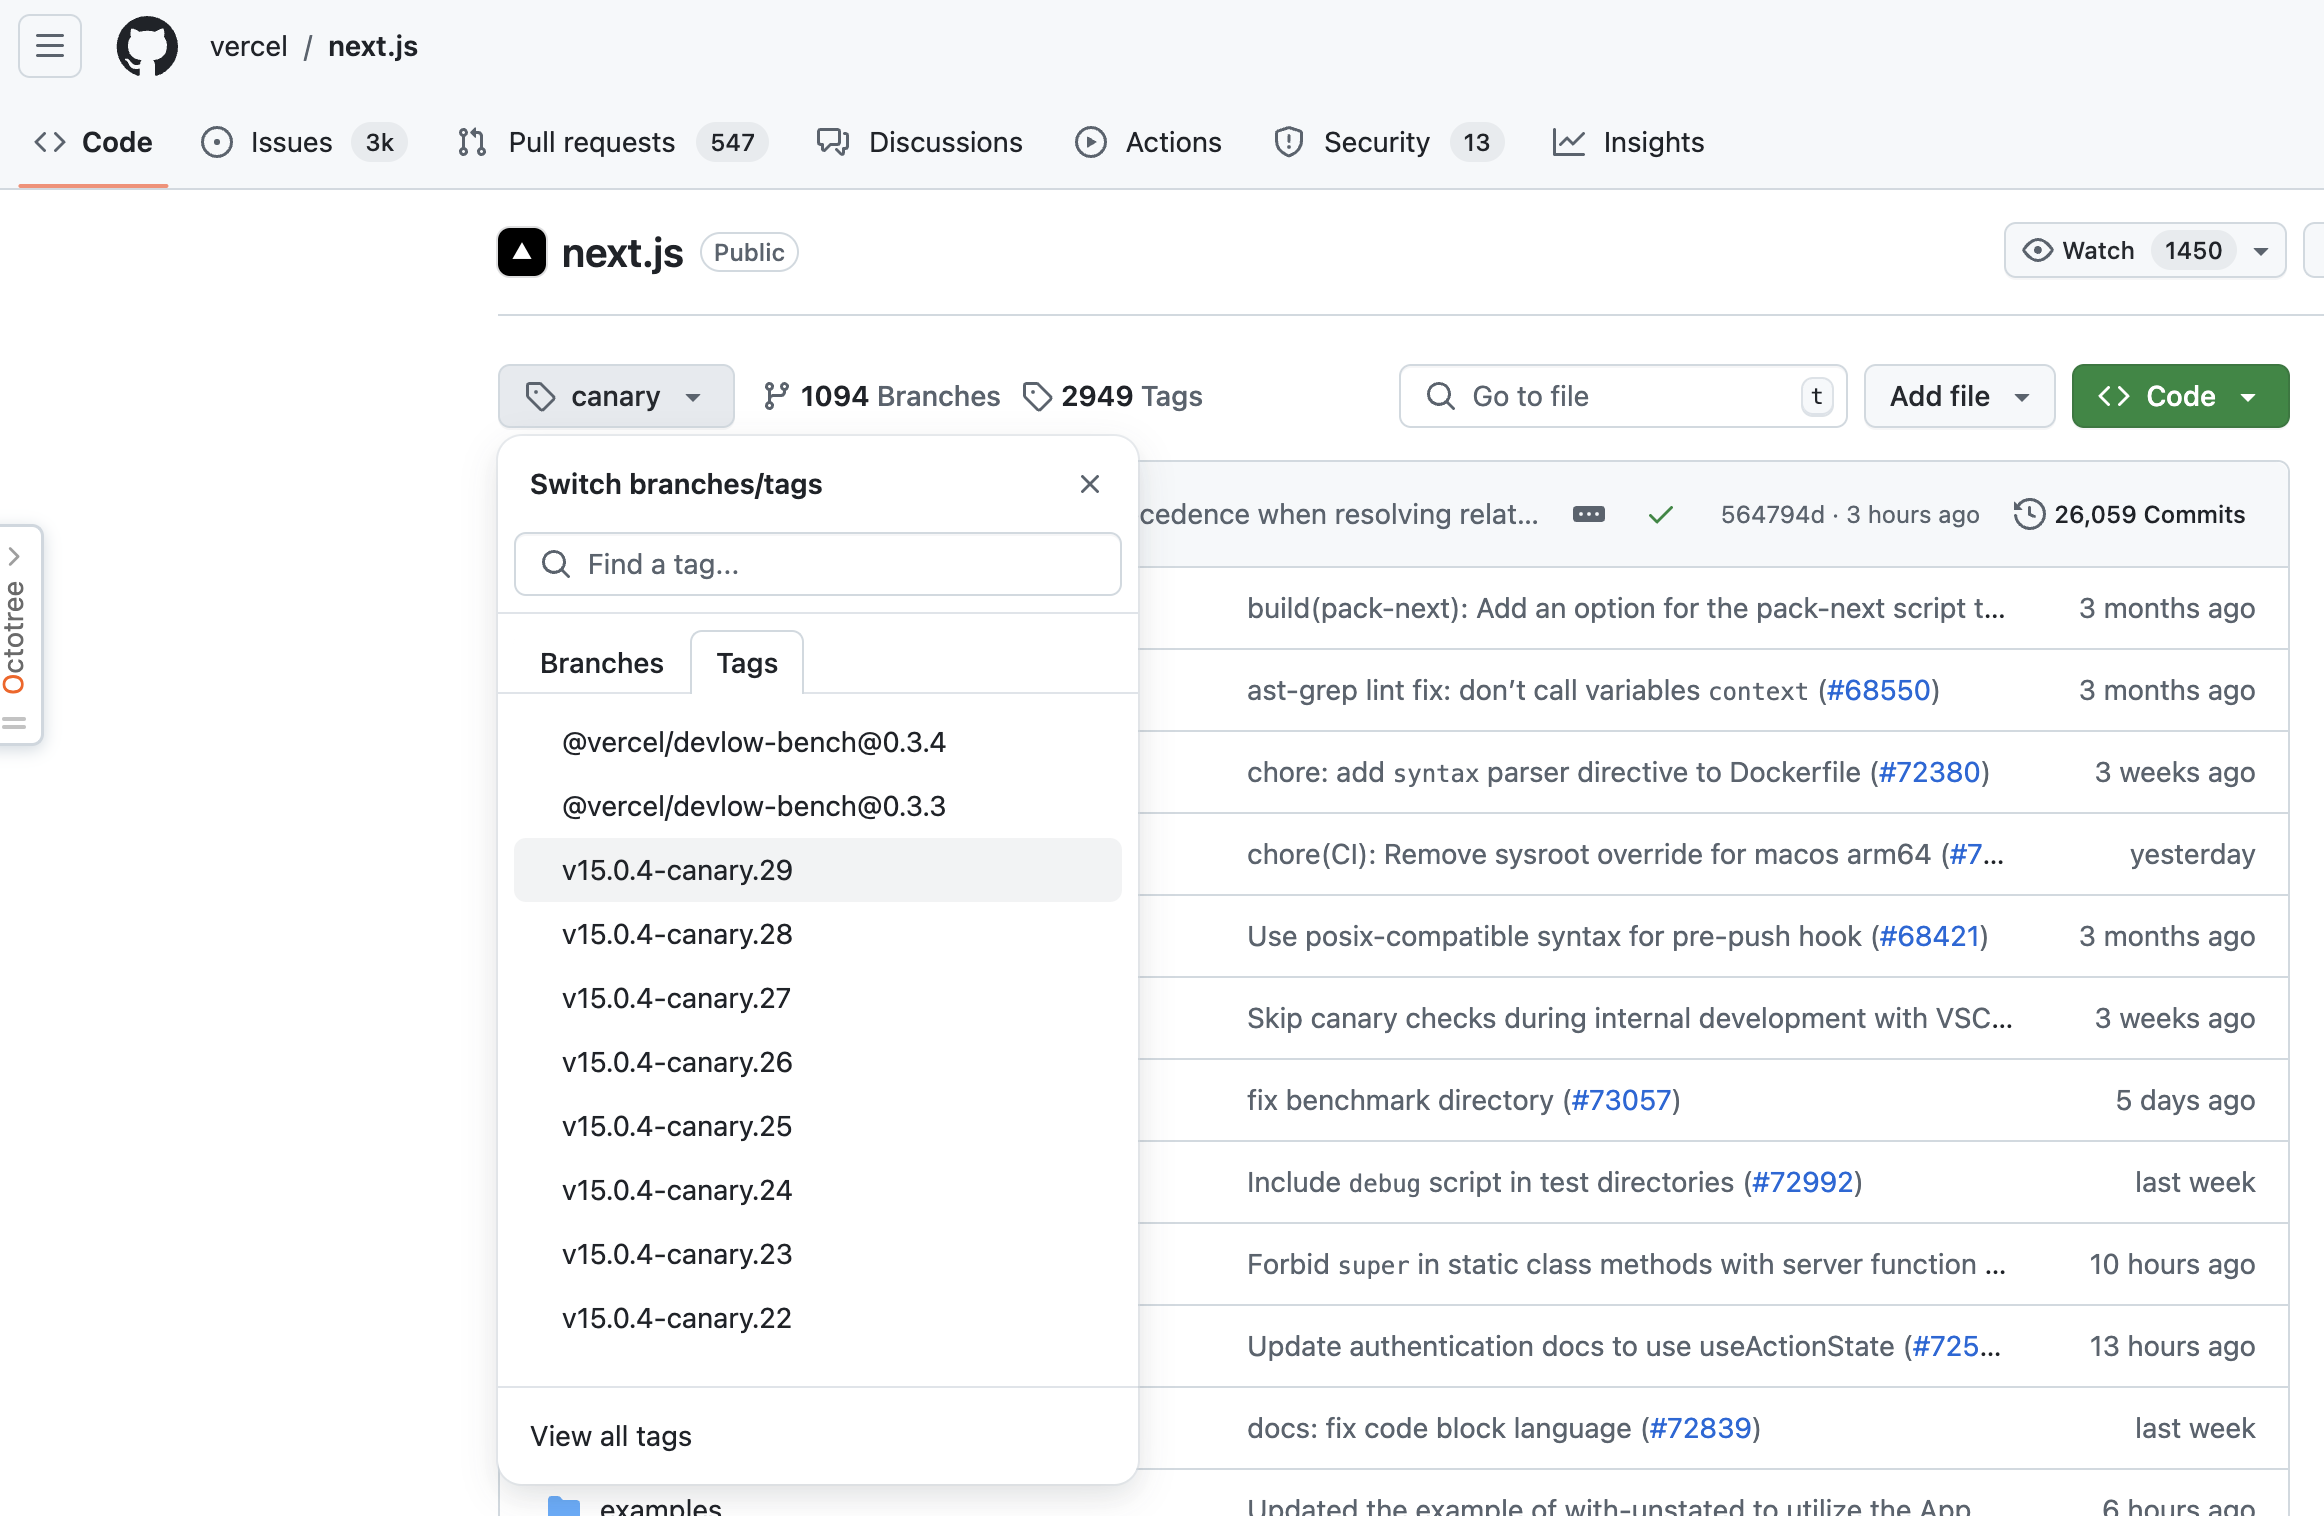 vercel / next.js
Code Issues 3k Pull requests 547 Discussions Actions Security 13 Insights
next.js Public Watch 1450
canary 1094 Branches 2949 Tags Go to file t Add file Code
Switch branches/tags
Find a tag...
Branches Tags
@vercel/devlow-bench@0.3.4
@vercel/devlow-bench@0.3.3
v15.0.4-canary.29
v15.0.4-canary.28
v15.0.4-canary.27
v15.0.4-canary.26
v15.0.4-canary.25
v15.0.4-canary.24
v15.0.4-canary.23
v15.0.4-canary.22
View all tags
cedence when resolving relat... 564794d · 3 hours ago 26,059 Commits
build(pack-next): Add an option for the pack-next script t... 3 months ago
ast-grep lint fix: don’t call variables context (#68550) 3 months ago
chore: add syntax parser directive to Dockerfile (#72380) 3 weeks ago
chore(CI): Remove sysroot override for macos arm64 (#7... yesterday
Use posix-compatible syntax for pre-push hook (#68421) 3 months ago
Skip canary checks during internal development with VSC... 3 weeks ago
fix benchmark directory (#73057) 5 days ago
Include debug script in test directories (#72992) last week
Forbid super in static class methods with server function ... 10 hours ago
Update authentication docs to use useActionState (#725... 13 hours ago
docs: fix code block language (#72839) last week
examples Updated the example of with-unstated to utilize the App 6 hours ago
Octotree